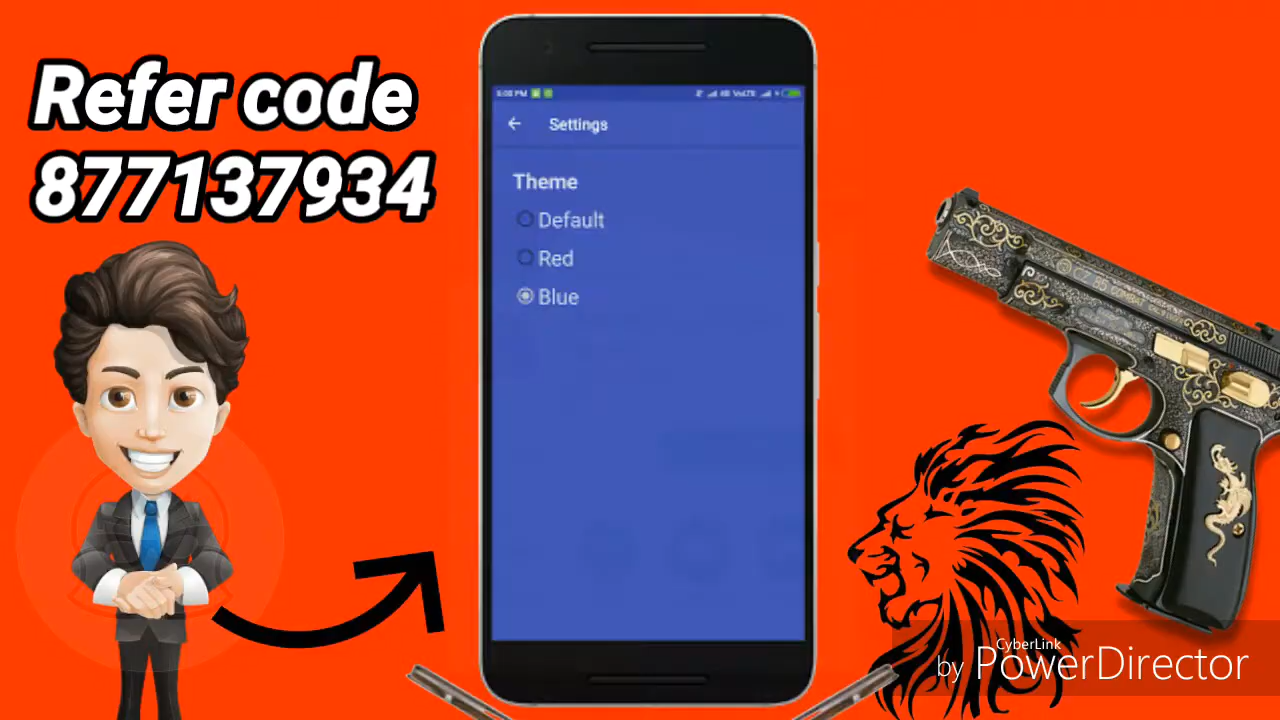 Refer code
877137934
Settings
Theme
Default
Red
Blue
CyberLink
by PowerDirector